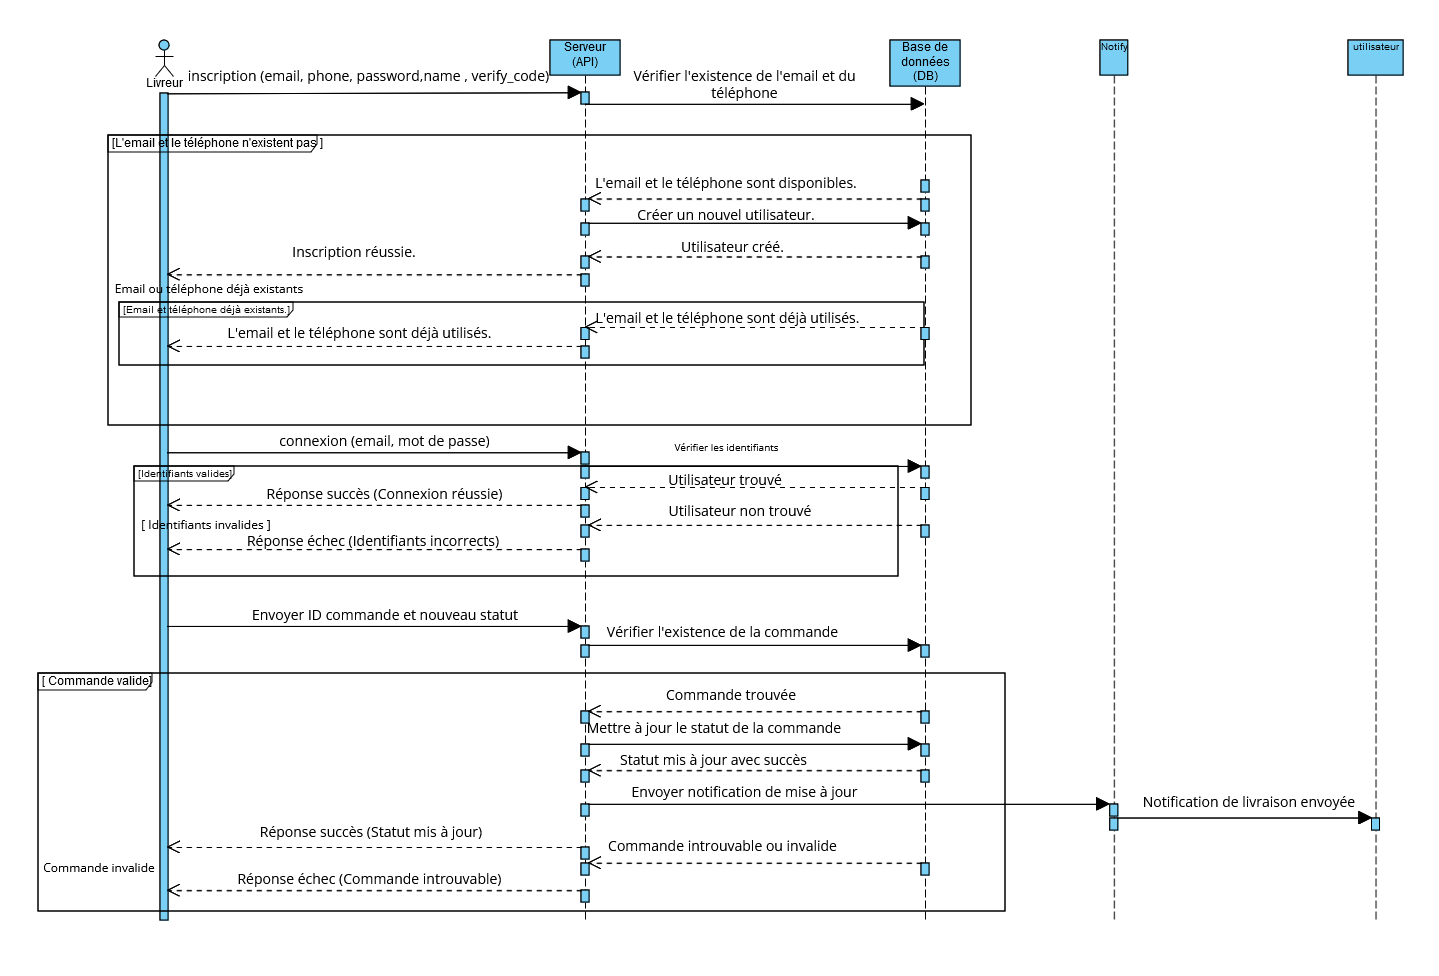 Serveur
(API)
Base de
données
(DB)
Notify
utilisateur
Livreur
inscription (email, phone, password,name , verify_code)
Vérifier l'existence de l'email et du
téléphone
[L'email et le téléphone n'existent pas ]
L'email et le téléphone sont disponibles.
Créer un nouvel utilisateur.
Utilisateur créé.
Inscription réussie.
Email ou téléphone déjà existants
[Email et téléphone déjà existants.]
L'email et le téléphone sont déjà utilisés.
L'email et le téléphone sont déjà utilisés.
connexion (email, mot de passe)
Vérifier les identifiants
[Identifiants valides]
Utilisateur trouvé
Réponse succès (Connexion réussie)
Utilisateur non trouvé
[ Identifiants invalides ]
Réponse échec (Identifiants incorrects)
Envoyer ID commande et nouveau statut
Vérifier l'existence de la commande
[ Commande valide]
Commande trouvée
Mettre à jour le statut de la commande
Statut mis à jour avec succès
Envoyer notification de mise à jour
Notification de livraison envoyée
Réponse succès (Statut mis à jour)
Commande introuvable ou invalide
Commande invalide
Réponse échec (Commande introuvable)